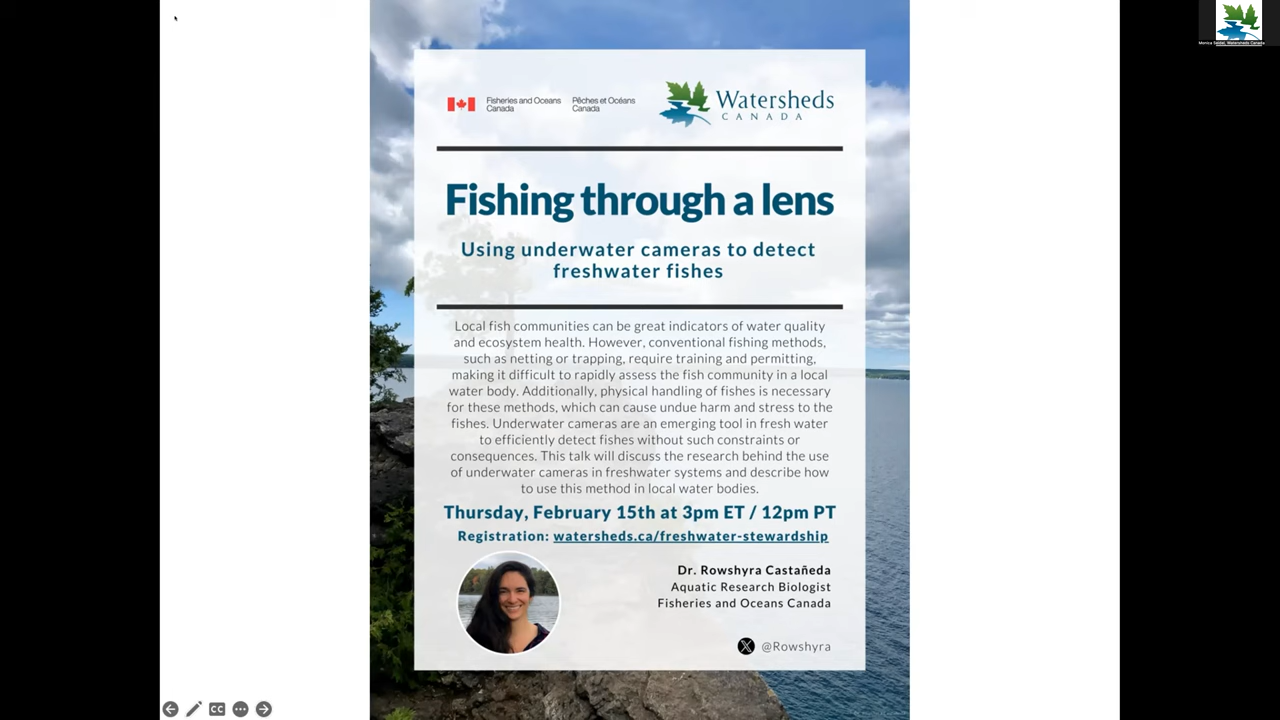 Fisheries and Oceans Canada
Pêches et Océans Canada
Watersheds
CANADA
Fishing through a lens
Using underwater cameras to detect
freshwater fishes
Local fish communities can be great indicators of water quality
and ecosystem health. However, conventional fishing methods,
such as netting or trapping, require training and permitting,
making it difficult to rapidly assess the fish community in a local
water body. Additionally, physical handling of fishes is necessary
for these methods, which can cause undue harm and stress to the
fishes. Underwater cameras are an emerging tool in fresh water
to efficiently detect fishes without such constraints or
consequences. This talk will discuss the research behind the use
of underwater cameras in freshwater systems and describe how
to use this method in local water bodies.
Thursday, February 15th at 3pm ET / 12pm PT
Registration: watersheds.ca/freshwater-stewardship
Dr. Rowshyra Castañeda
Aquatic Research Biologist
Fisheries and Oceans Canada
@Rowshyra
Monica Seidel, Watersheds Canada
CC